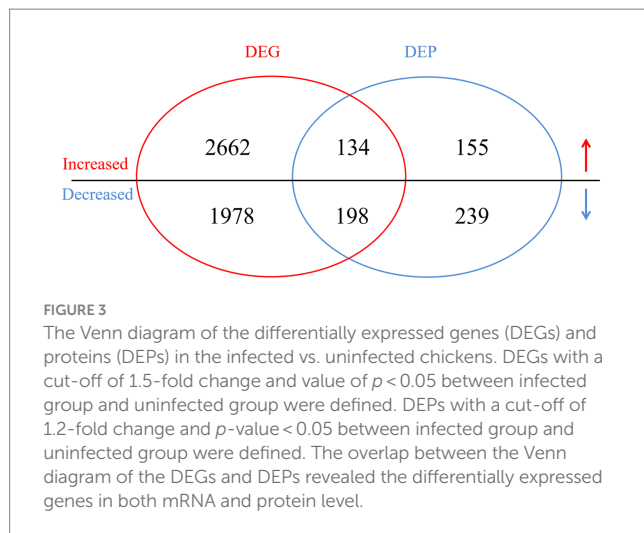 DEG DEP
2662 134 155
Increased
Decreased
1978 198 239
FIGURE 3
The Venn diagram of the differentially expressed genes (DEGs) and
proteins (DEPs) in the infected vs. uninfected chickens. DEGs with a
cut-off of 1.5-fold change and value of p < 0.05 between infected
group and uninfected group were defined. DEPs with a cut-off of
1.2-fold change and p-value < 0.05 between infected group and
uninfected group were defined. The overlap between the Venn
diagram of the DEGs and DEPs revealed the differentially expressed
genes in both mRNA and protein level.